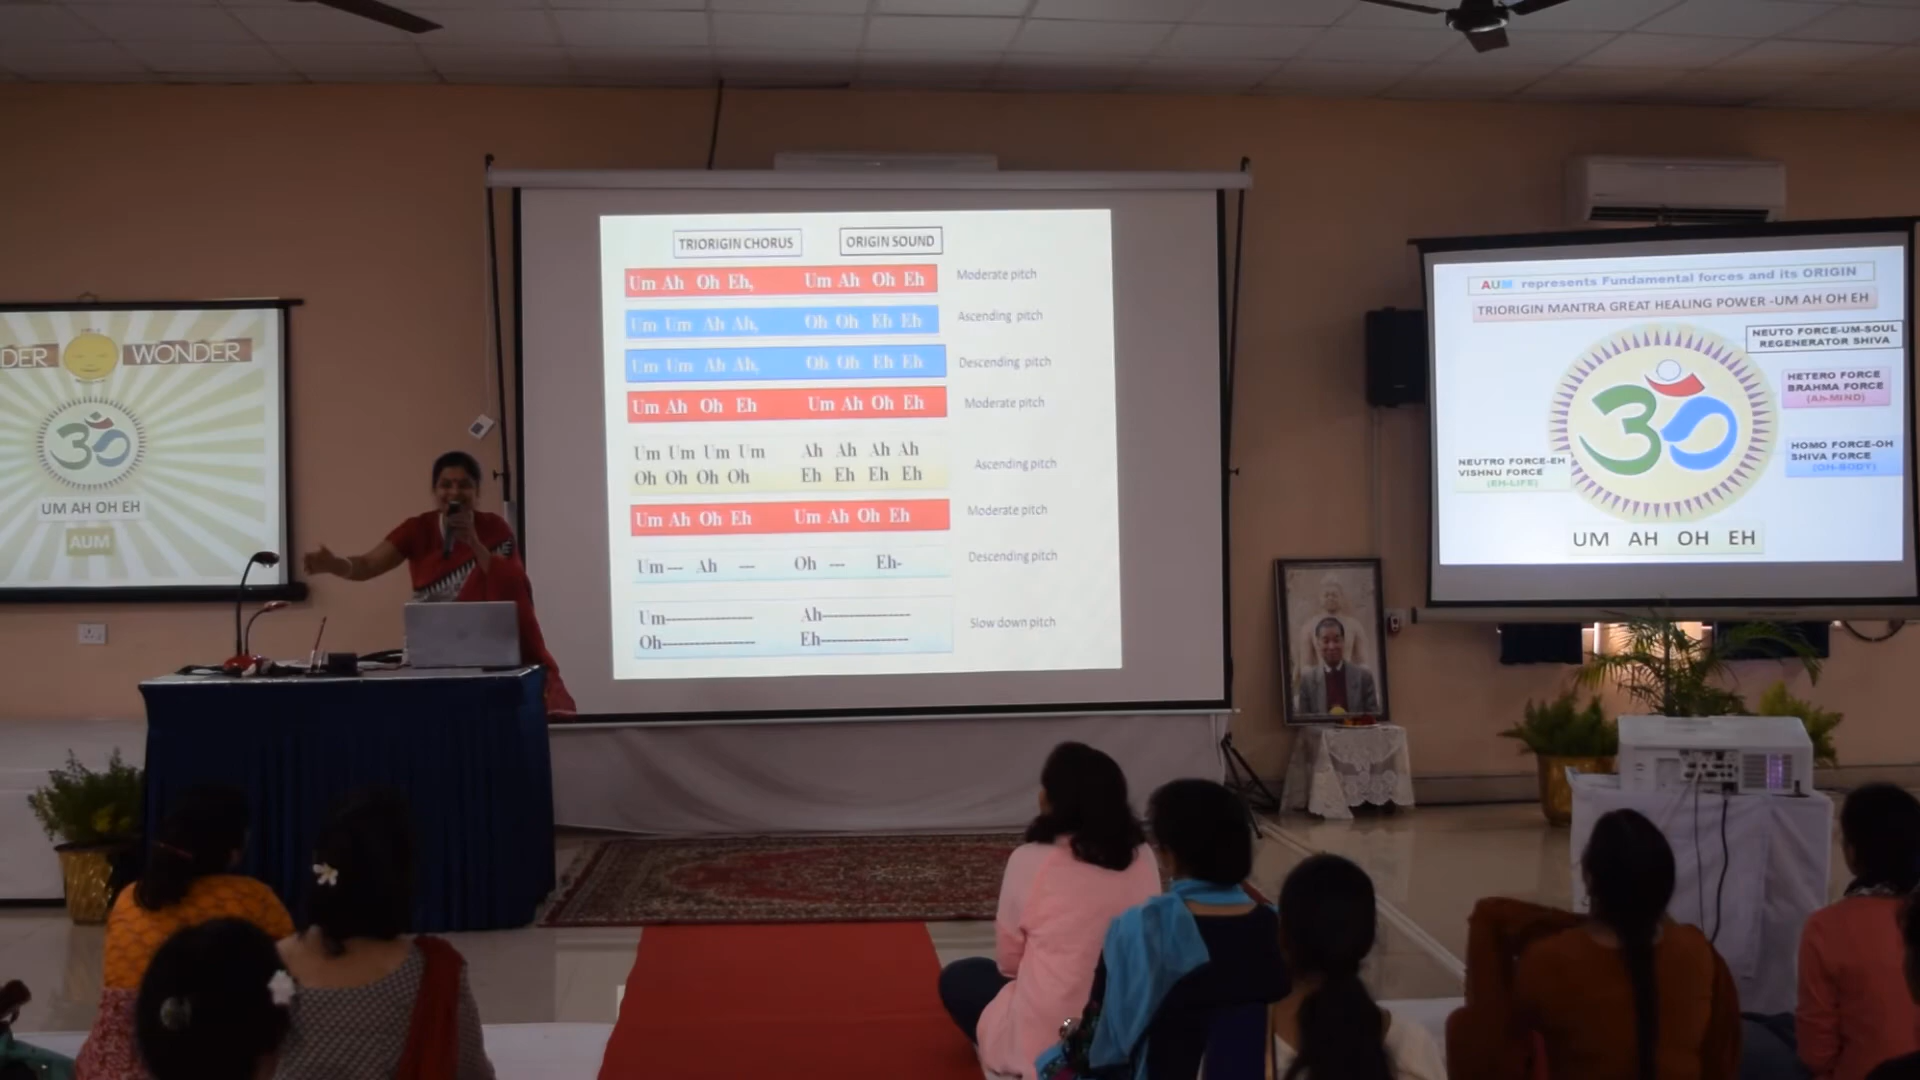 DER WONDER
UM AH OH EH
AUM
TRIORIGIN CHORUS ORIGIN SOUND
Um Ah Oh Eh, Um Ah Oh Eh Moderate pitch
Um Um Ah Ah, Oh Oh Eh Eh Ascending pitch
Um Um Ah Ah, Oh Oh Eh Eh Descending pitch
Um Ah Oh Eh Um Ah Oh Eh Moderate pitch
Um Um Um Um Ah Ah Ah Ah
Oh Oh Oh Oh Eh Eh Eh Eh
Ascending pitch
Um Ah Oh Eh Um Ah Oh Eh Moderate pitch
Um --- Ah --- Oh --- Eh- Descending pitch
Um---------------- Ah----------------
Oh---------------- Eh----------------
Slow down pitch
AUM represents Fundamental forces and its ORIGIN
TRIORIGIN MANTRA GREAT HEALING POWER -UM AH OH EH
NEUTO FORCE-UM-SOUL
REGENERATOR SHIVA
HETERO FORCE
BRAHMA FORCE
(Ah-MIND)
HOMO FORCE-OH
SHIVA FORCE
(OH-BODY)
NEUTRO FORCE-EH
VISHNU FORCE
(EH-LIFE)
UM AH OH EH